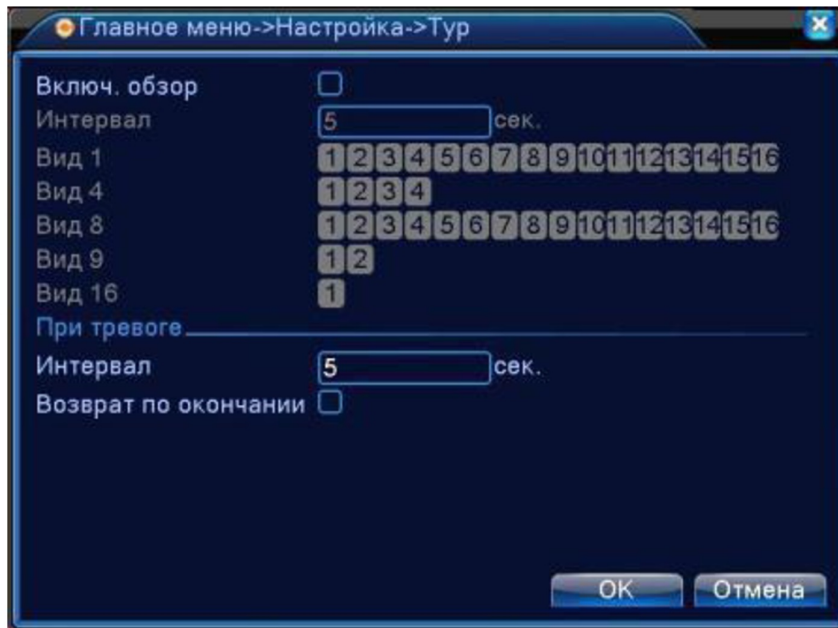 Главное меню->Настройка->Тур
Включ. обзор
Интервал 5 сек.
Вид 1 1 2 3 4 5 6 7 8 9 10 11 12 13 14 15 16
Вид 4 1 2 3 4
Вид 8 1 2 3 4 5 6 7 8 9 10 11 12 13 14 15 16
Вид 9 1 2
Вид 16 1
При тревоге
Интервал 5 сек.
Возврат по окончании
OK Отмена